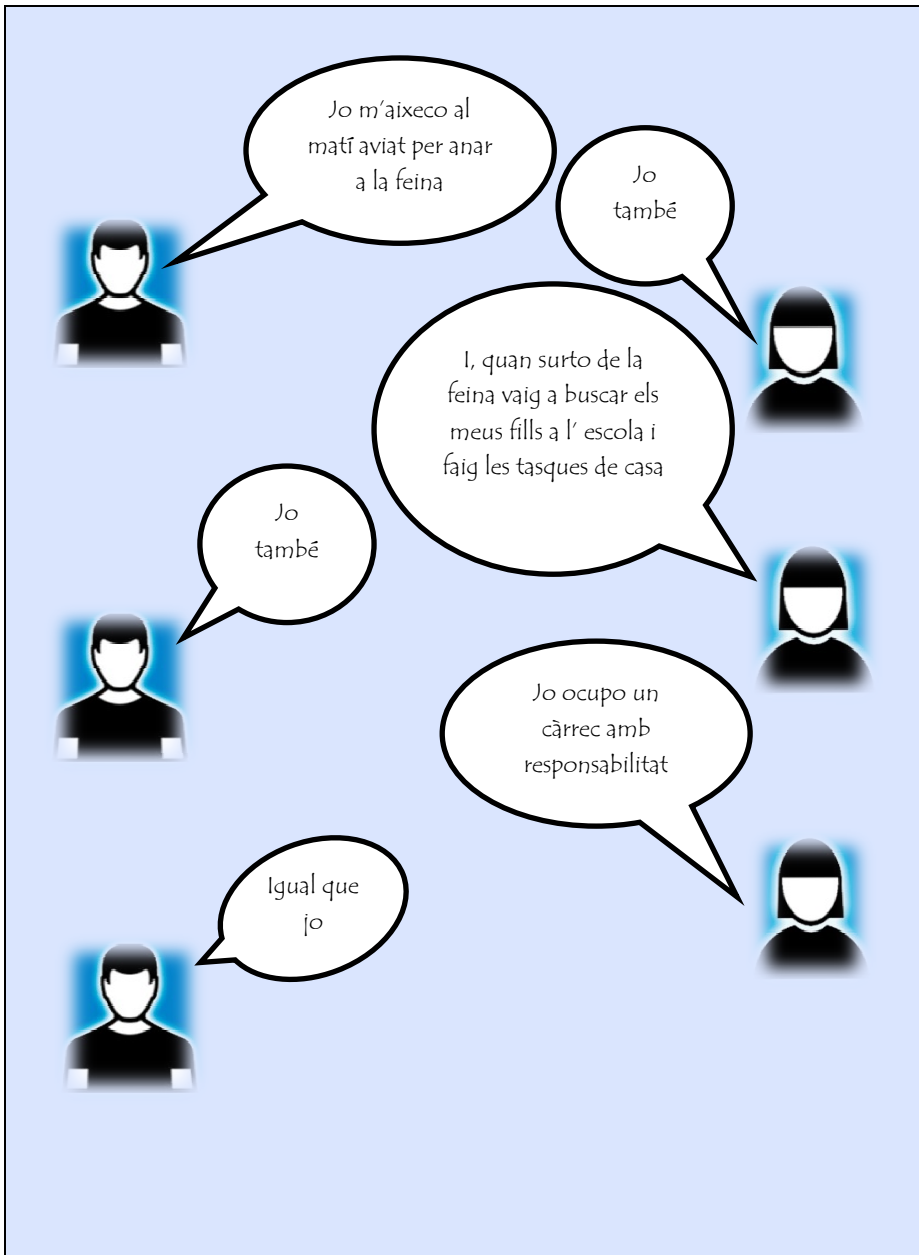 Jo m'aixeco al
matí aviat per anar
a la feina
Jo
també
I, quan surto de la
feina vaig a buscar els
meus fills a l' escola i
faig les tasques de casa
Jo
també
Jo ocupo un
càrrec amb
responsabilitat
Igual que
jo